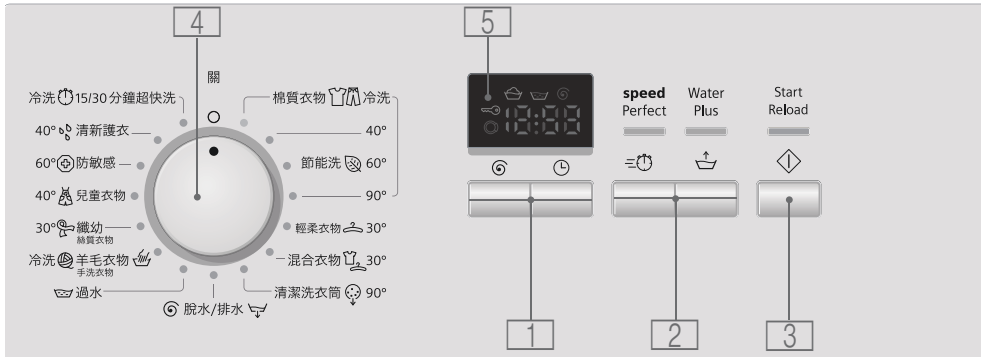 4
5
關
冷洗 15/30 分鐘超快洗
40° 清新護衣
60° 防敏感
40° 兒童衣物
30° 纖幼
絲質衣物
冷洗 羊毛衣物
手洗衣物
過水
脫水/排水
棉質衣物 冷洗
40°
節能洗 60°
90°
輕柔衣物 30°
混合衣物 30°
清潔洗衣筒 90°
18:88
speed
Perfect
Water
Plus
Start
Reload
1
2
3